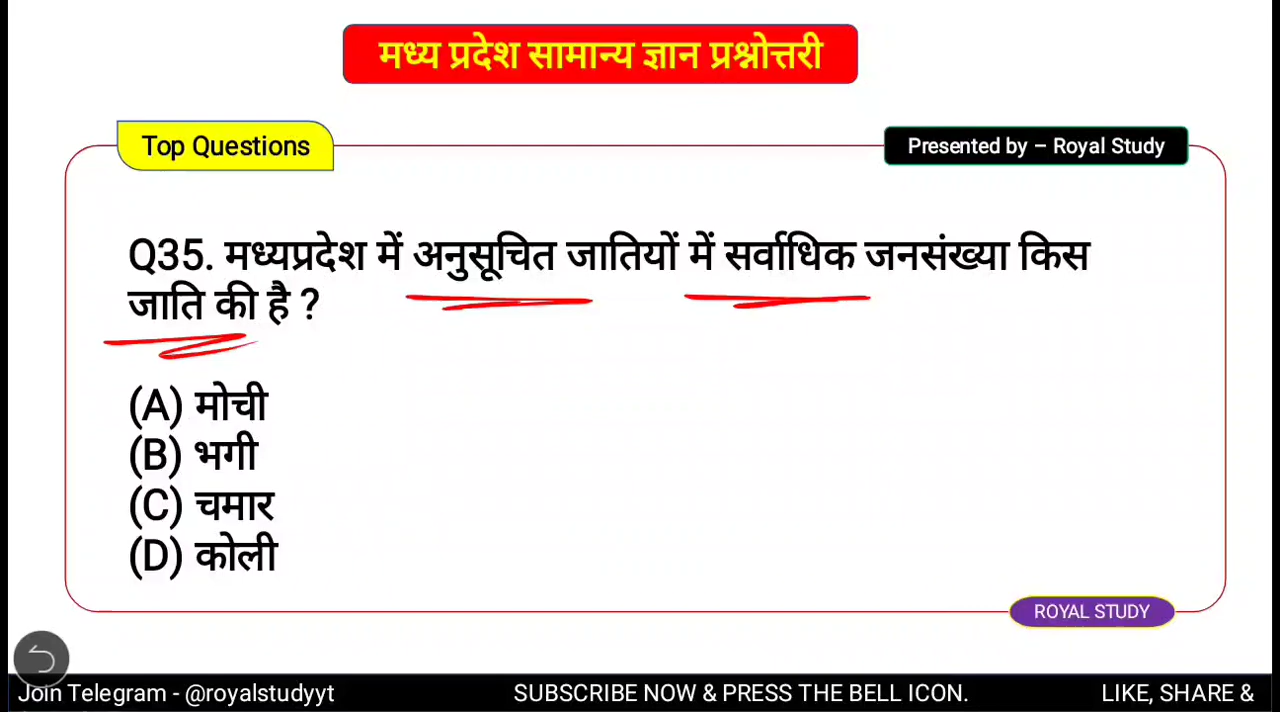 मध्य प्रदेश सामान्य ज्ञान प्रश्नोत्तरी
Top Questions
Presented by – Royal Study
Q35. मध्यप्रदेश में अनुसूचित जातियों में सर्वाधिक जनसंख्या किस
जाति की है ?
(A) मोची
(B) भगी
(C) चमार
(D) कोली
ROYAL STUDY
Join Telegram - @royalstudyyt
SUBSCRIBE NOW & PRESS THE BELL ICON.
LIKE, SHARE &